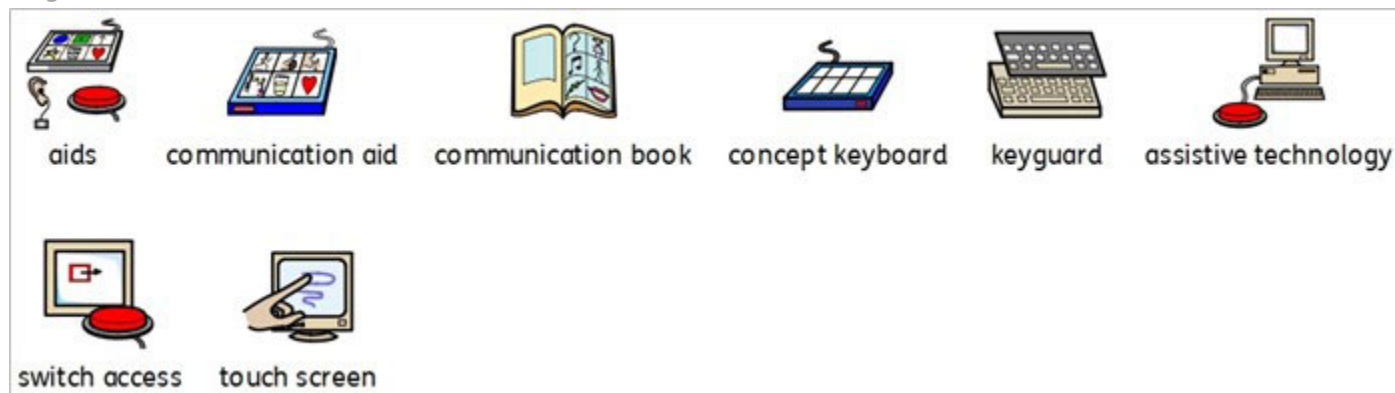 aids communication aid communication book concept keyboard keyguard assistive technology
switch access touch screen